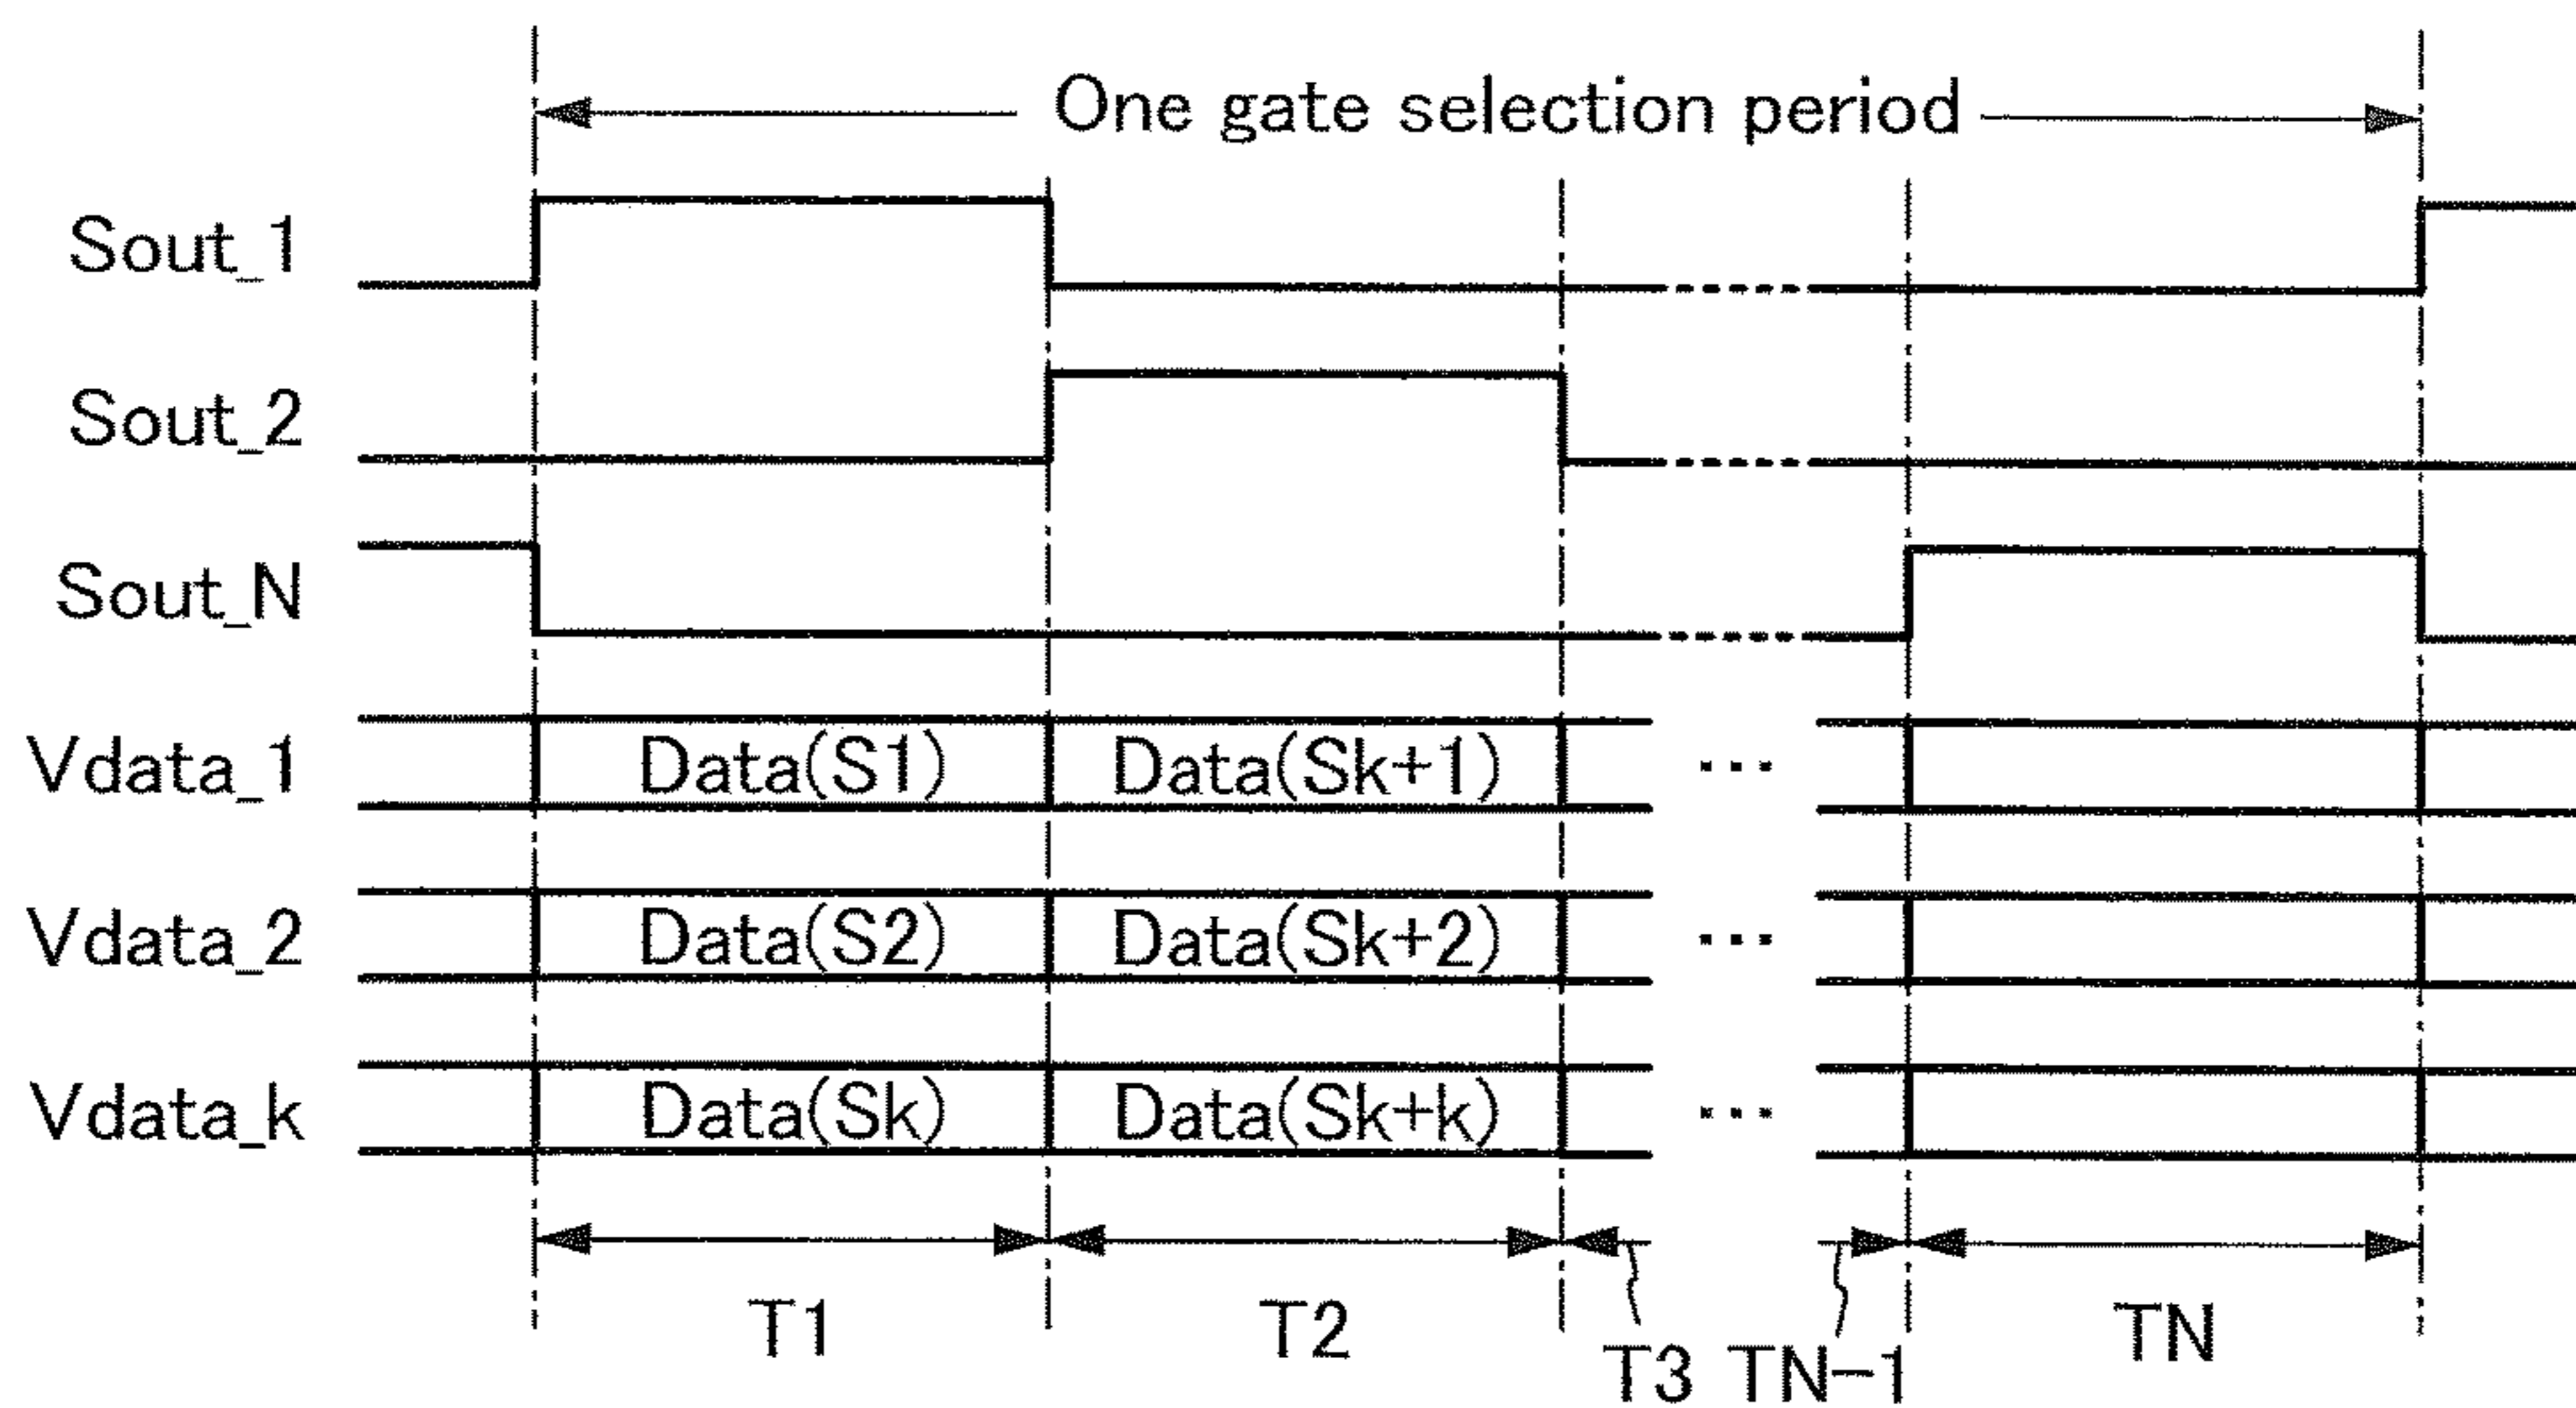 One gate selection period
Sout_1
Sout_2
Sout_N
Vdata_1 Data(S1) Data(Sk+1) ...
Vdata_2 Data(S2) Data(Sk+2) ...
Vdata_k Data(Sk) Data(Sk+k) ...
T1 T2 T3 TN-1 TN